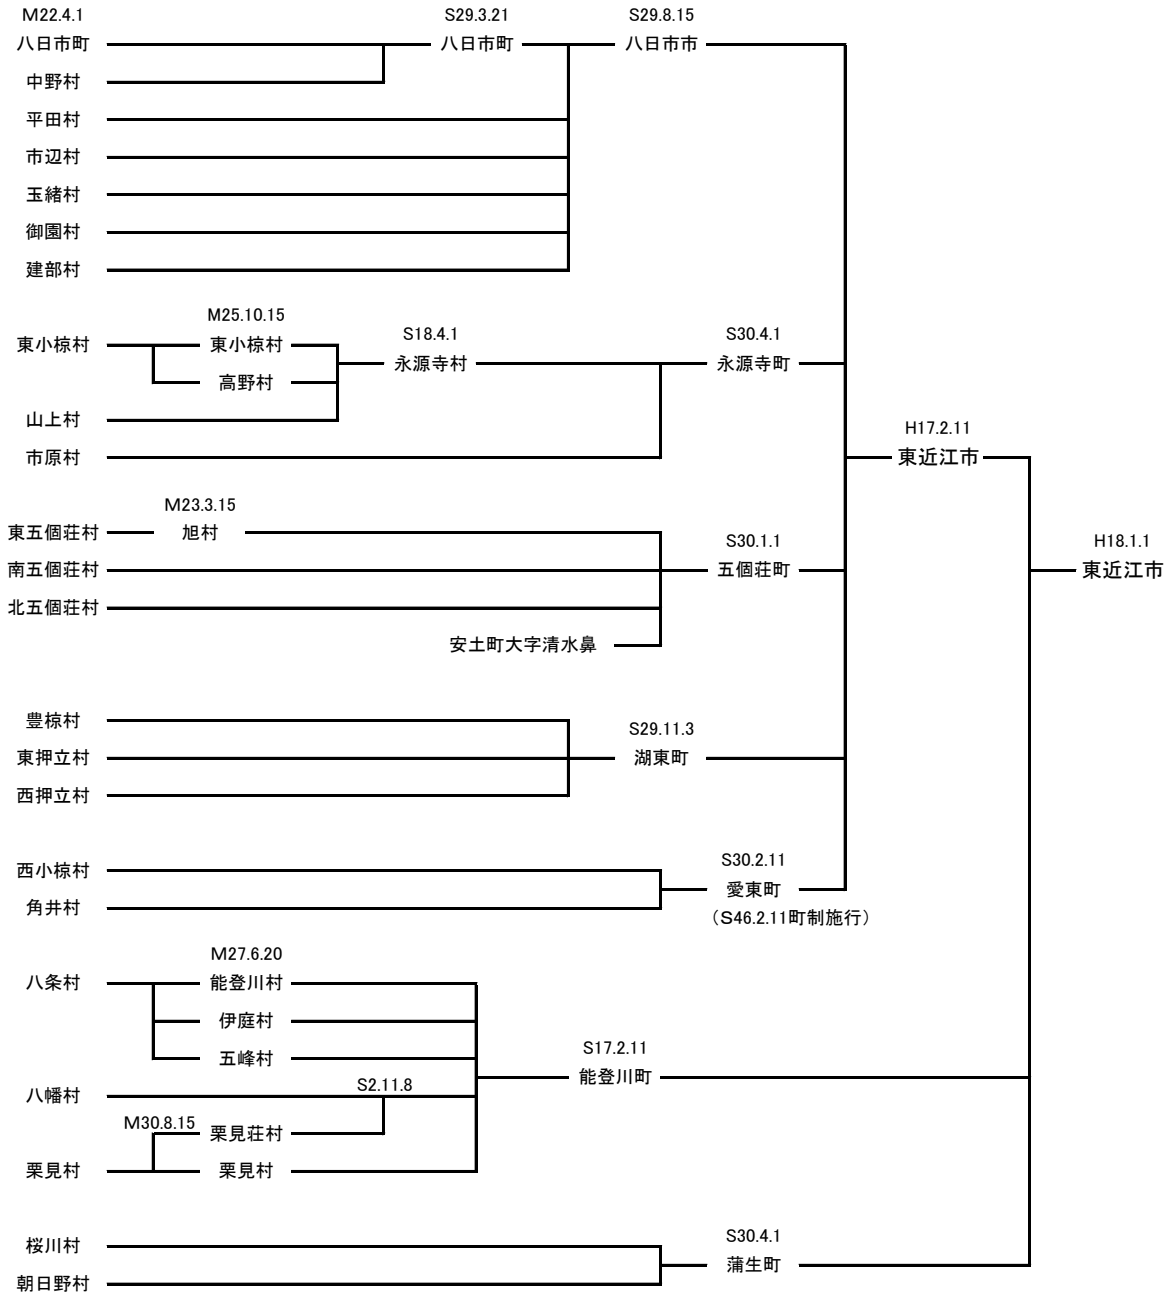 M22.4.1
S29.3.21
S29.8.15
八日市町
八日市町
八日市市
中野村
平田村
市辺村
玉緒村
御園村
建部村
M25.10.15
S18.4.1
S30.4.1
東小椋村
東小椋村
永源寺村
永源寺町
高野村
山上村
H17.2.11
市原村
東近江市
M23.3.15
東五個荘村
旭村
S30.1.1
H18.1.1
南五個荘村
五個荘町
東近江市
北五個荘村
安土町大字清水鼻
豊椋村
S29.11.3
東押立村
湖東町
西押立村
S30.2.11
西小椋村
愛東町
角井村
（S46.2.11町制施行）
M27.6.20
八条村
能登川村
伊庭村
S17.2.11
五峰村
能登川町
S2.11.8
八幡村
M30.8.15
栗見荘村
栗見村
栗見村
S30.4.1
桜川村
蒲生町
朝日野村